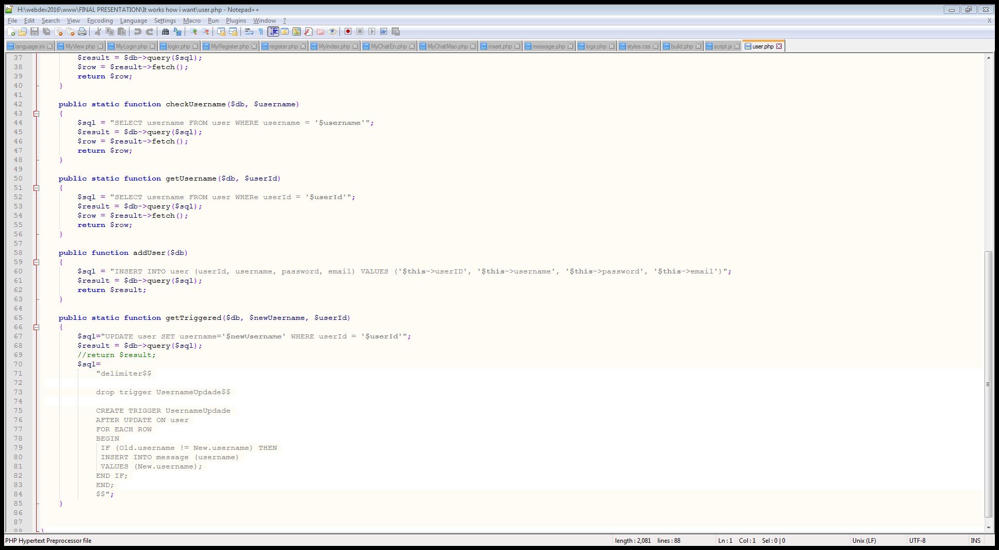 H:\webdev2016\www\FINAL PRESENTATION\It works how i want\user.php - Notepad++
File Edit Search View Encoding Language Settings Macro Run Plugins Window ?
X
language.ini MyView.php MyLogin.php login.php MyRegister.php register.php MyIndex.php MyChatEn.php MyChatMao.php insert.php message.php logs.php styles.css build.php script.js user.php
37 $result = $db->query($sql);
38 $row = $result->fetch();
39 return $row;
40 }
41
42 public static function checkUsername($db, $username)
43 {
44 $sql = "SELECT username FROM user WHERE username = '$username'";
45 $result = $db->query($sql);
46 $row = $result->fetch();
47 return $row;
48 }
49
50 public static function getUsername($db, $userId)
51 {
52 $sql = "SELECT username FROM user WHERe userId = '$userId'";
53 $result = $db->query($sql);
54 $row = $result->fetch();
55 return $row;
56 }
57
58 public function addUser($db)
59 {
60 $sql = "INSERT INTO user (userId, username, password, email) VALUES ('$this->userID', '$this->username', '$this->password', '$this->email')";
61 $result = $db->query($sql);
62 return $result;
63 }
64
65 public static function getTriggered($db, $newUsername, $userId)
66 {
67 $sql="UPDATE user SET username='$newUsername' WHERE userId = '$userId'";
68 $result = $db->query($sql);
69 //return $result;
70 $sql=
71 "delimiter$$
72
73 drop trigger UsernameUpdade$$
74
75 CREATE TRIGGER UsernameUpdade
76 AFTER UPDATE ON user
77 FOR EACH ROW
78 BEGIN
79 IF (Old.username != New.username) THEN
80 INSERT INTO message (username)
81 VALUES (New.username);
82 END IF;
83 END;
84 $$";
85 }
86
87
88 }
PHP Hypertext Preprocessor file length : 2,081 lines : 88 Ln : 1 Col : 1 Sel : 0 | 0 Unix (LF) UTF-8 INS